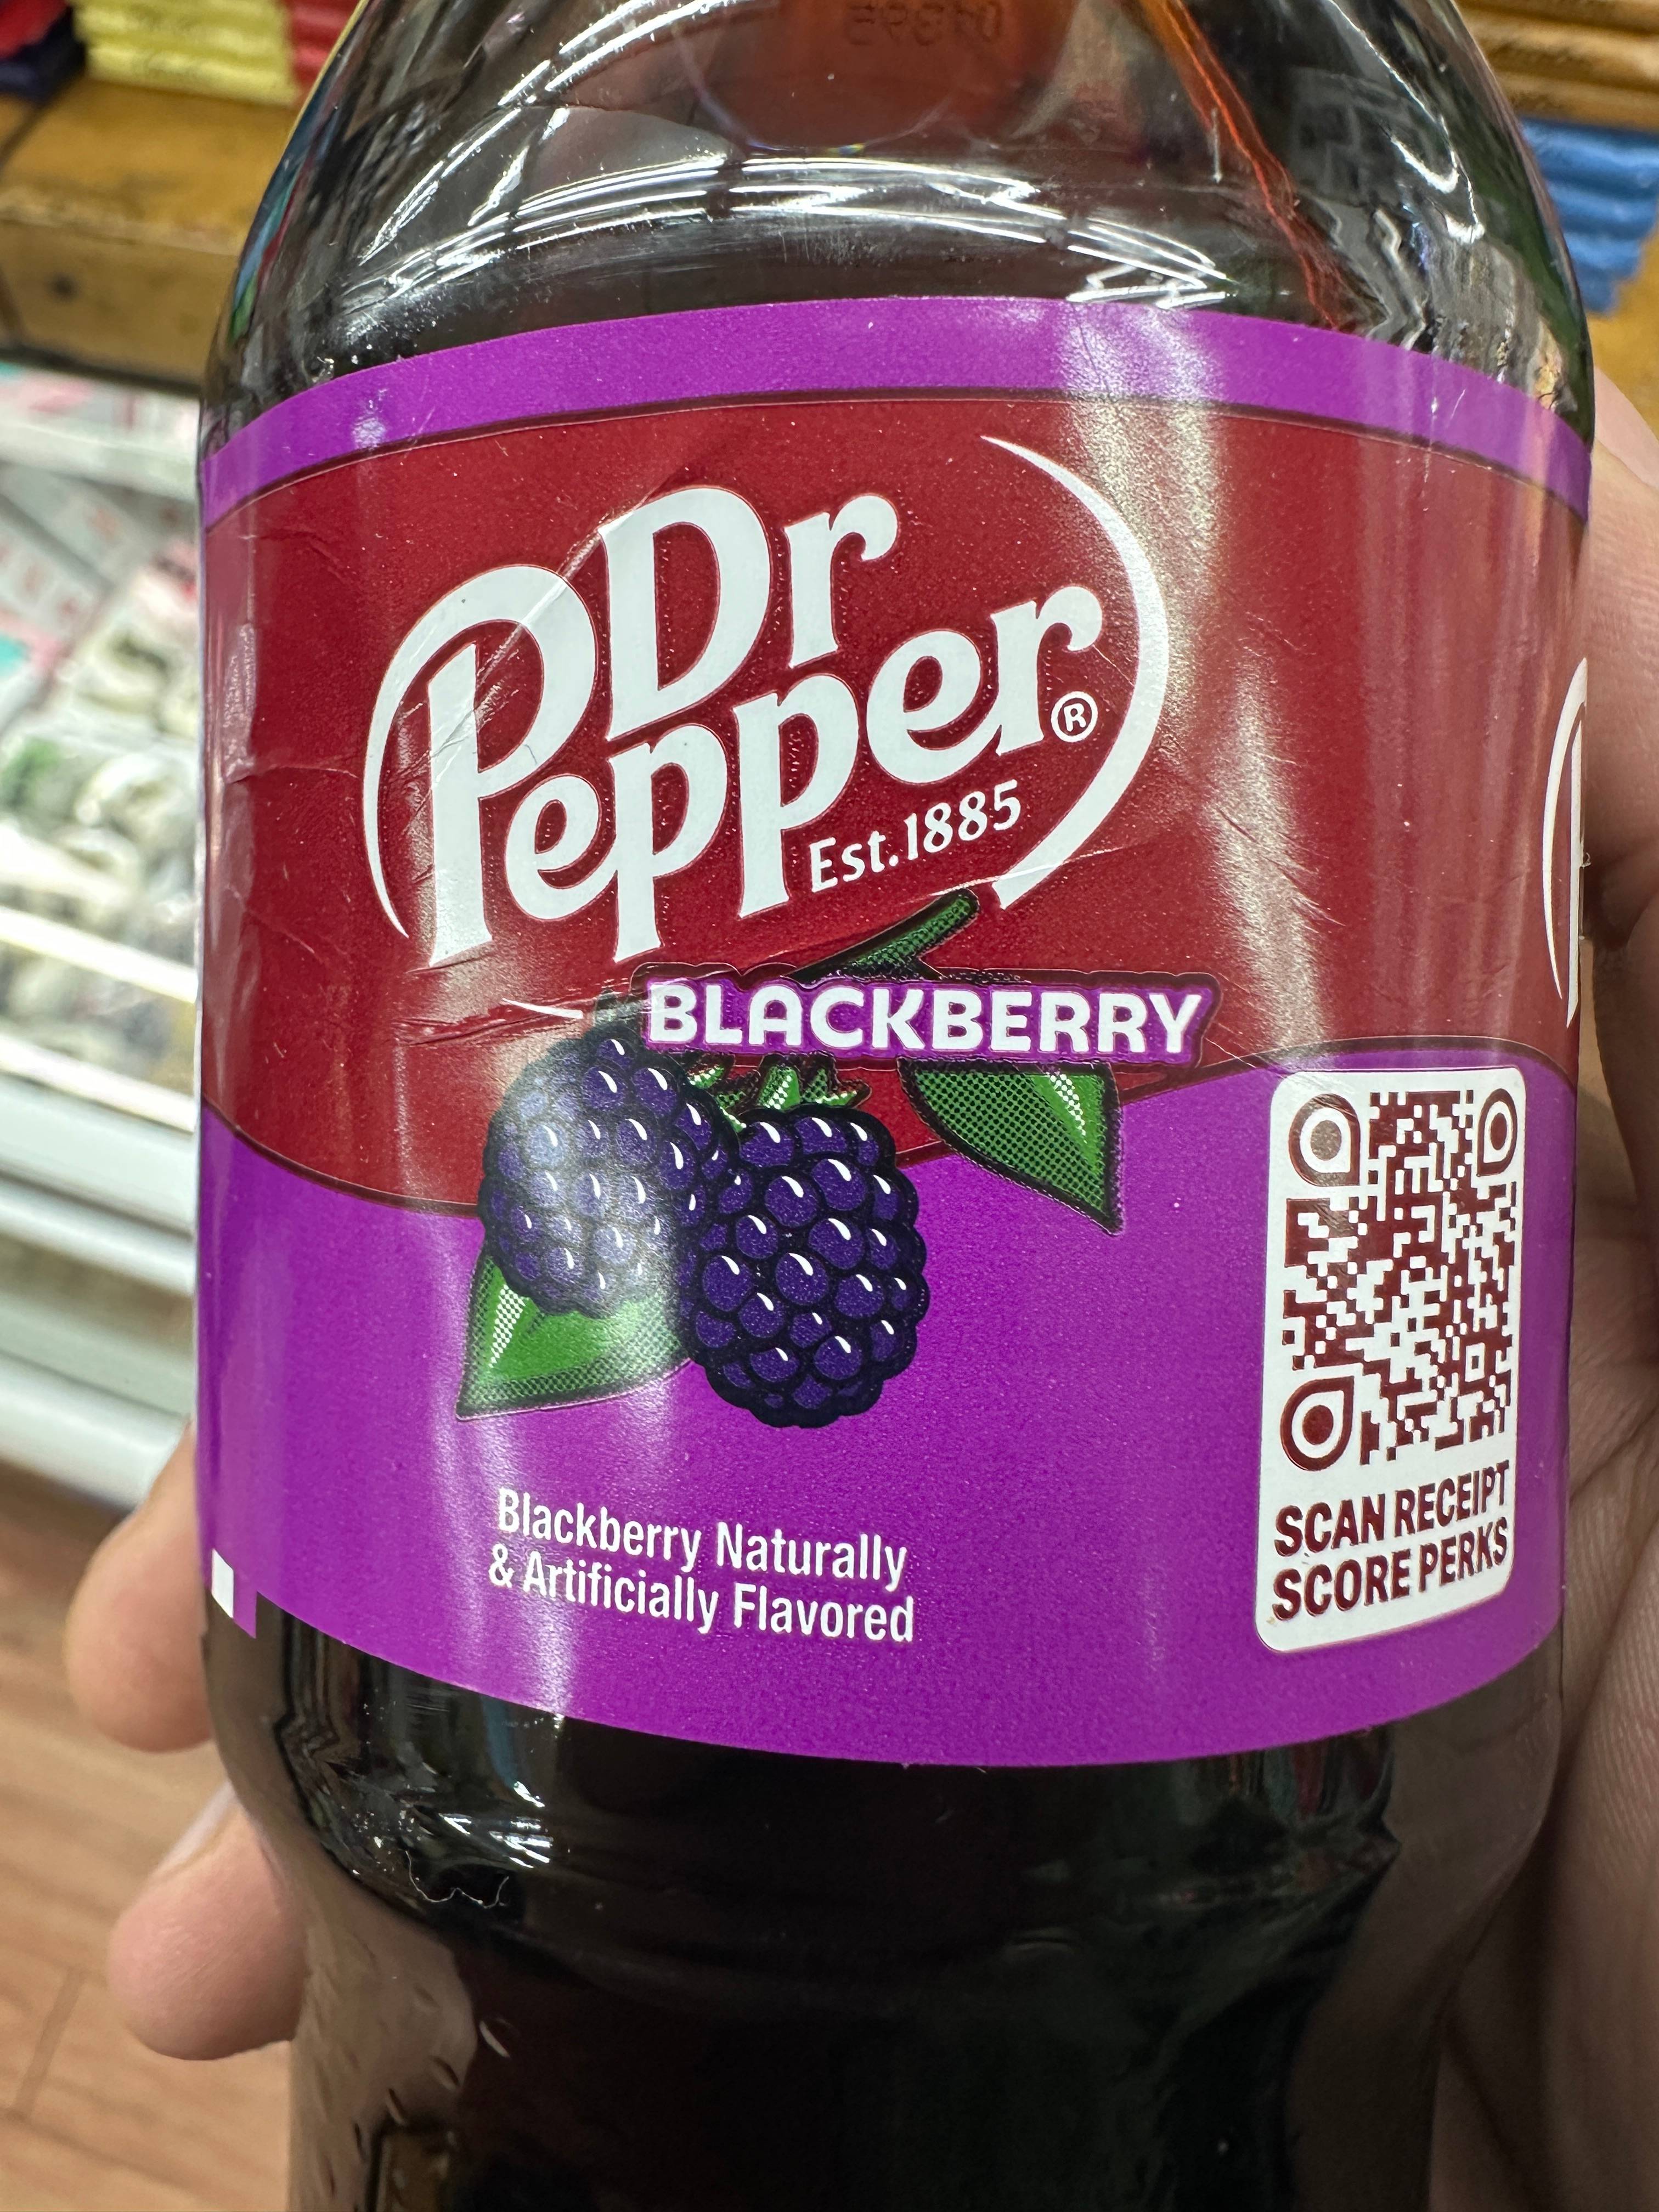 Dr
Pepper®
Est.1885
BLACKBERRY
Blackberry Naturally
& Artificially Flavored
SCAN RECEIPT
SCORE PERKS